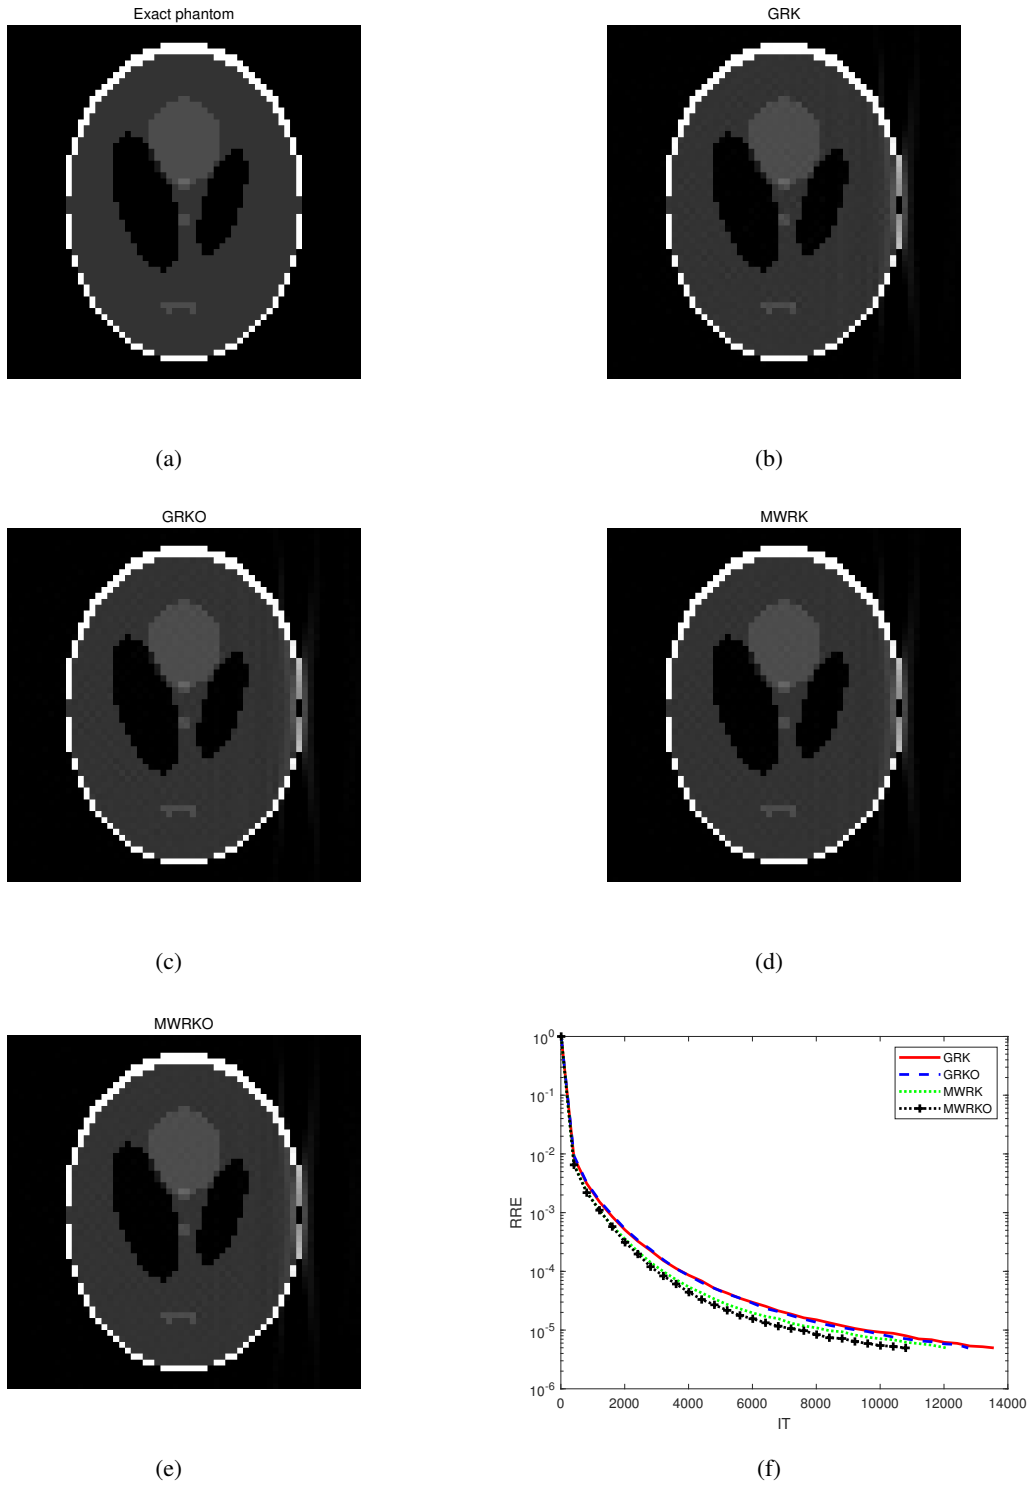 Exact phantom
GRK
(a)
(b)
GRKO
MWRK
(c)
(d)
MWRKO
10^0
10^-1
10^-2
10^-3
10^-4
10^-5
10^-6
RRE
GRK
GRKO
MWRK
MWRKO
0 2000 4000 6000 8000 10000 12000 14000
IT
(e)
(f)